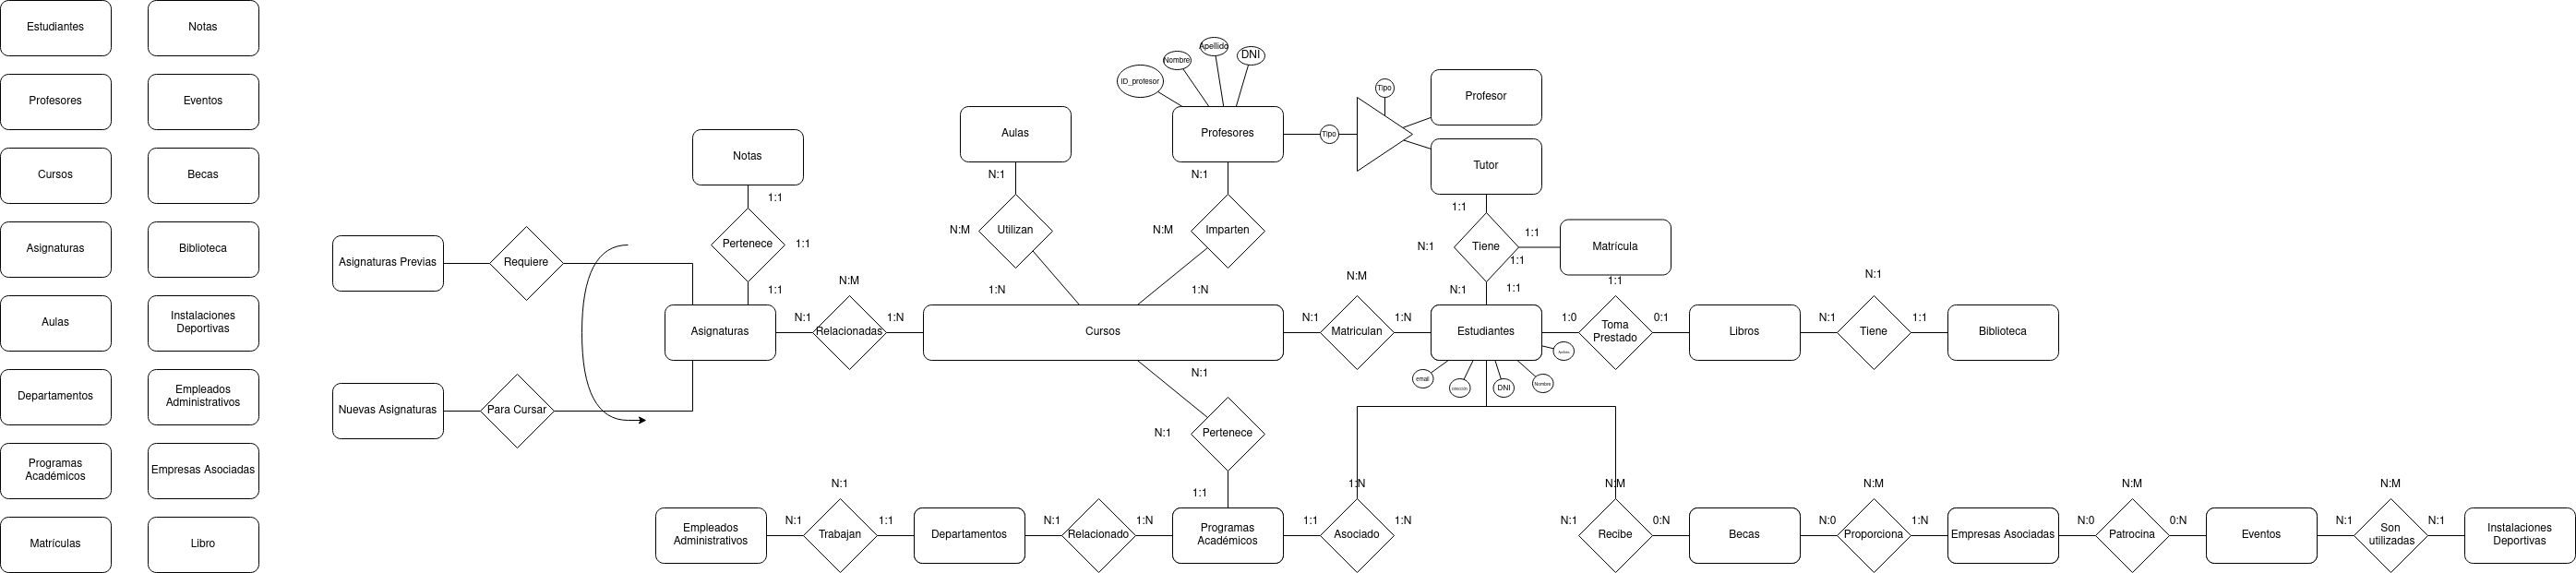 Estudiantes
Notas
Profesores
Eventos
Cursos
Becas
Asignaturas
Biblioteca
Aulas
Instalaciones
Deportivas
Departamentos
Empleados
Administrativos
Programas
Académicos
Empresas Asociadas
Matrículas
Libro
Asignaturas Previas
Requiere
Nuevas Asignaturas
Para Cursar
Notas
1:1
Pertenece
1:1
1:1
Asignaturas
N:1
N:M
Relacionadas
1:N
Aulas
N:1
N:M
Utilizan
1:N
ID_profesor
Nombre
Apellido
DNI
Profesores
N:1
N:M
Imparten
1:N
Tipo
Tipo
Profesor
Tutor
1:1
N:1
Tiene
1:1
1:1
Matrícula
N:1
1:1
Cursos
N:1
N:M
Matriculan
1:N
Estudiantes
email
DNI
Nombre
1:0
1:1
Toma
Prestado
0:1
Libros
N:1
N:1
Tiene
1:1
Biblioteca
N:1
N:1
Pertenece
1:1
Empleados
Administrativos
N:1
N:1
Trabajan
1:1
Departamentos
N:1
Relacionado
1:N
Programas
Académicos
1:1
1:N
Asociado
1:N
N:M
N:1
Recibe
0:N
Becas
N:0
N:M
Proporciona
1:N
Empresas Asociadas
N:0
N:M
Patrocina
0:N
Eventos
N:1
N:M
Son
utilizadas
N:1
Instalaciones
Deportivas